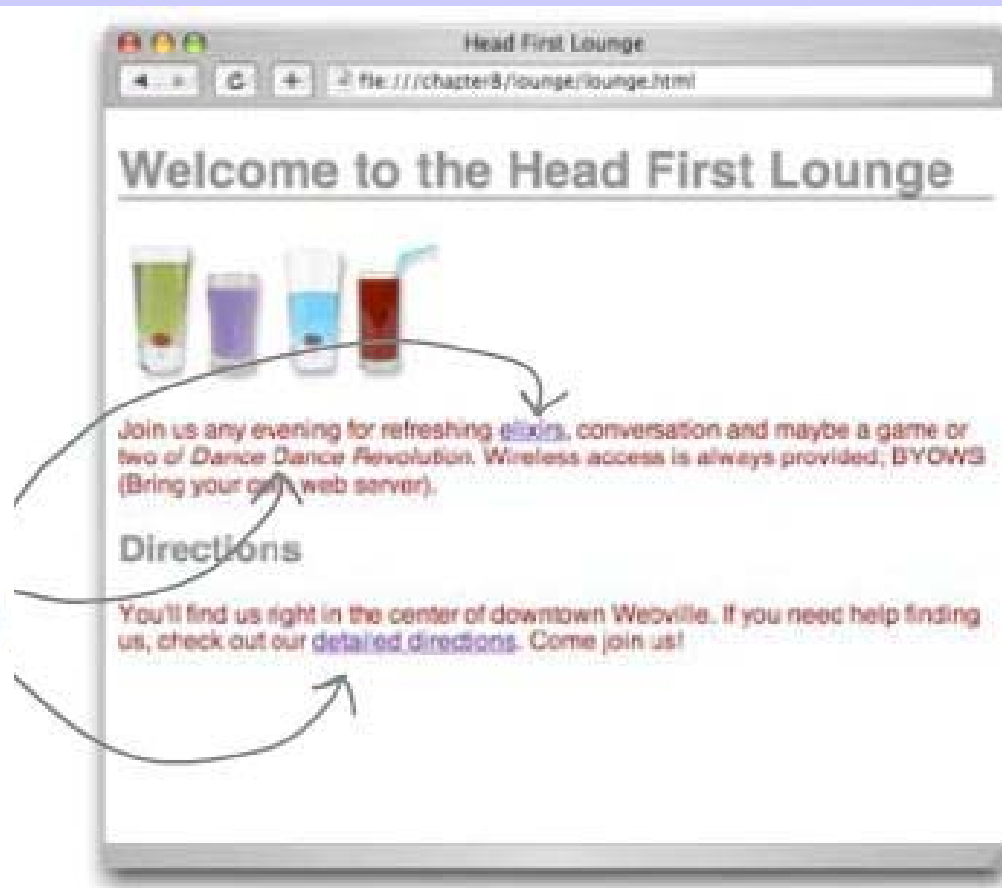 Head First Lounge
file:///chapter8/lounge/lounge.html
Welcome to the Head First Lounge
Join us any evening for refreshing elixirs, conversation and maybe a game or
two of Dance Dance Revolution. Wireless access is always provided; BYOWS
(Bring your own web server).
Directions
You'll find us right in the center of downtown Webville. If you need help finding
us, check out our detailed directions. Come join us!